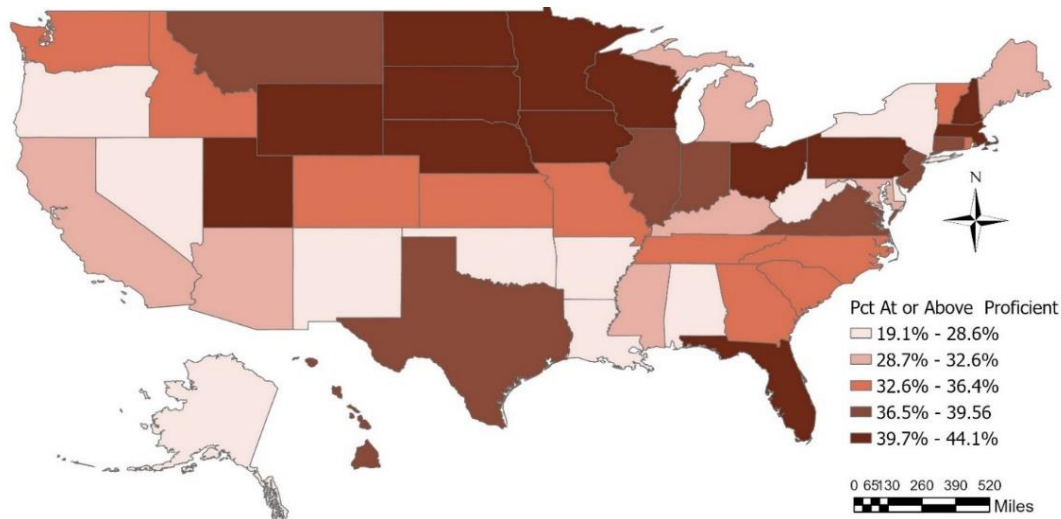 N
Pct At or Above Proficient
19.1% - 28.6%
28.7% - 32.6%
32.6% - 36.4%
36.5% - 39.56
39.7% - 44.1%
0 65130 260 390 520
Miles